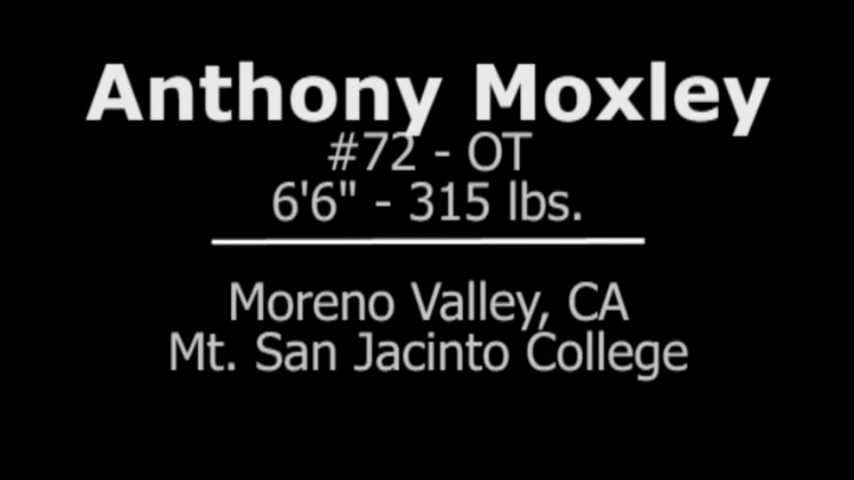 Anthony Moxley
#72 - OT
6'6" - 315 lbs.
Moreno Valley, CA
Mt. San Jacinto College